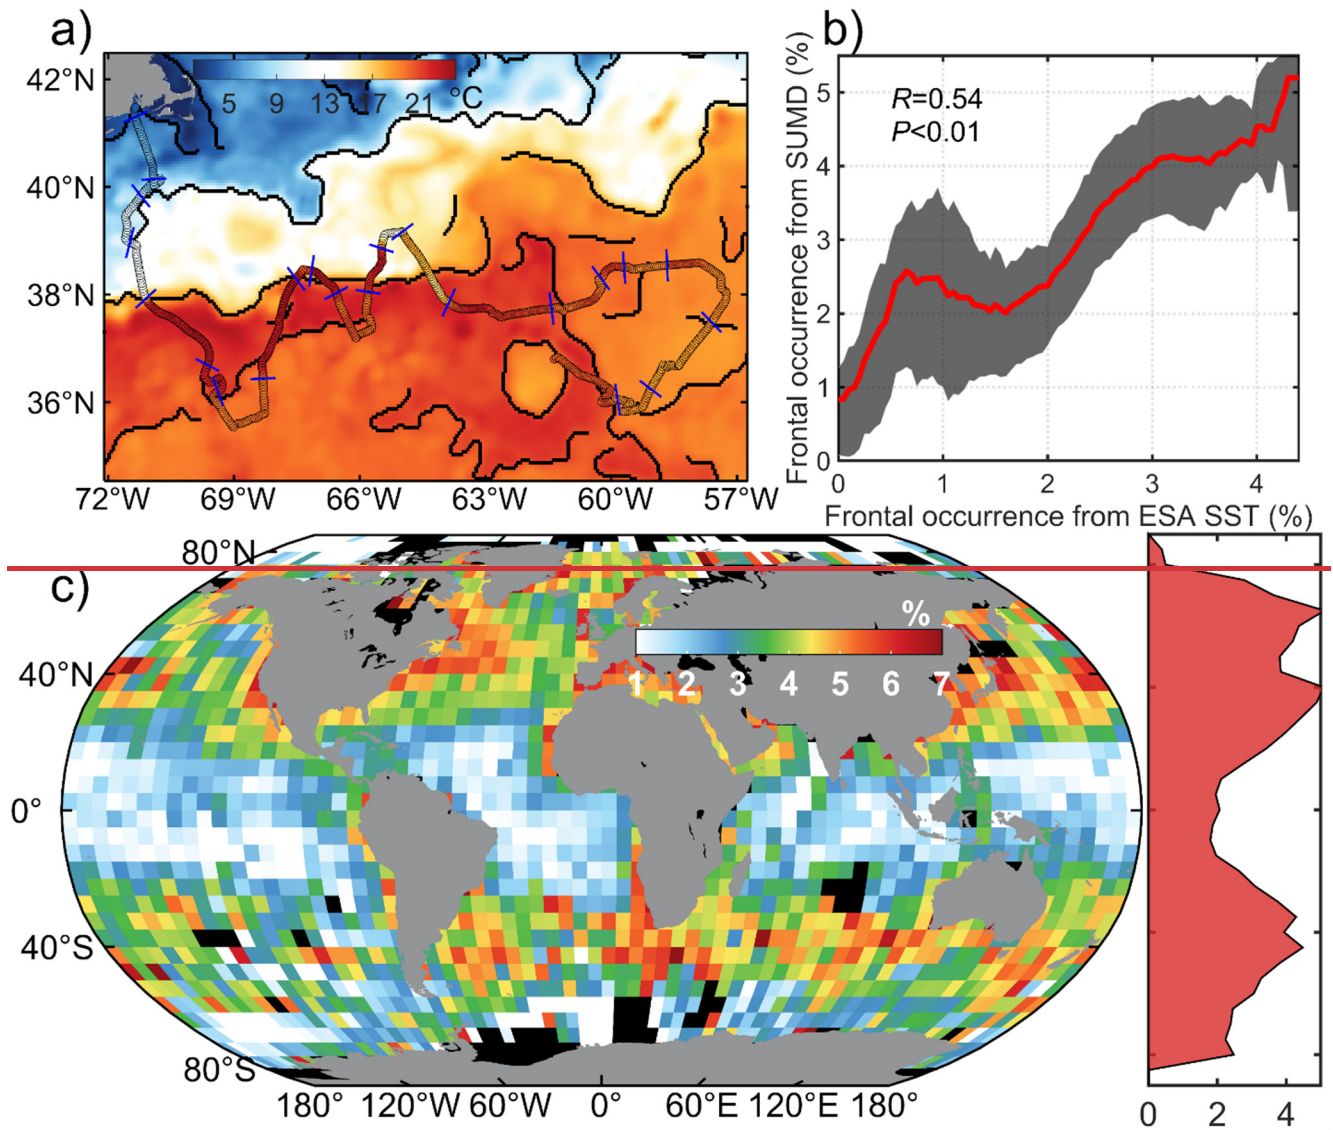 a)
42°N
40°N
38°N
36°N
5 9 13 17 21 °C
72°W 69°W 66°W 63°W 60°W 57°W
b)
Frontal occurrence from SUMD (%)
R=0.54
P<0.01
5
4
3
2
1
0
0 1 2 3 4
Frontal occurrence from ESA SST (%)
c)
80°N
40°N
0°
40°S
80°S
%
1 2 3 4 5 6 7
180° 120°W 60°W 0° 60°E 120°E 180°
0 2 4